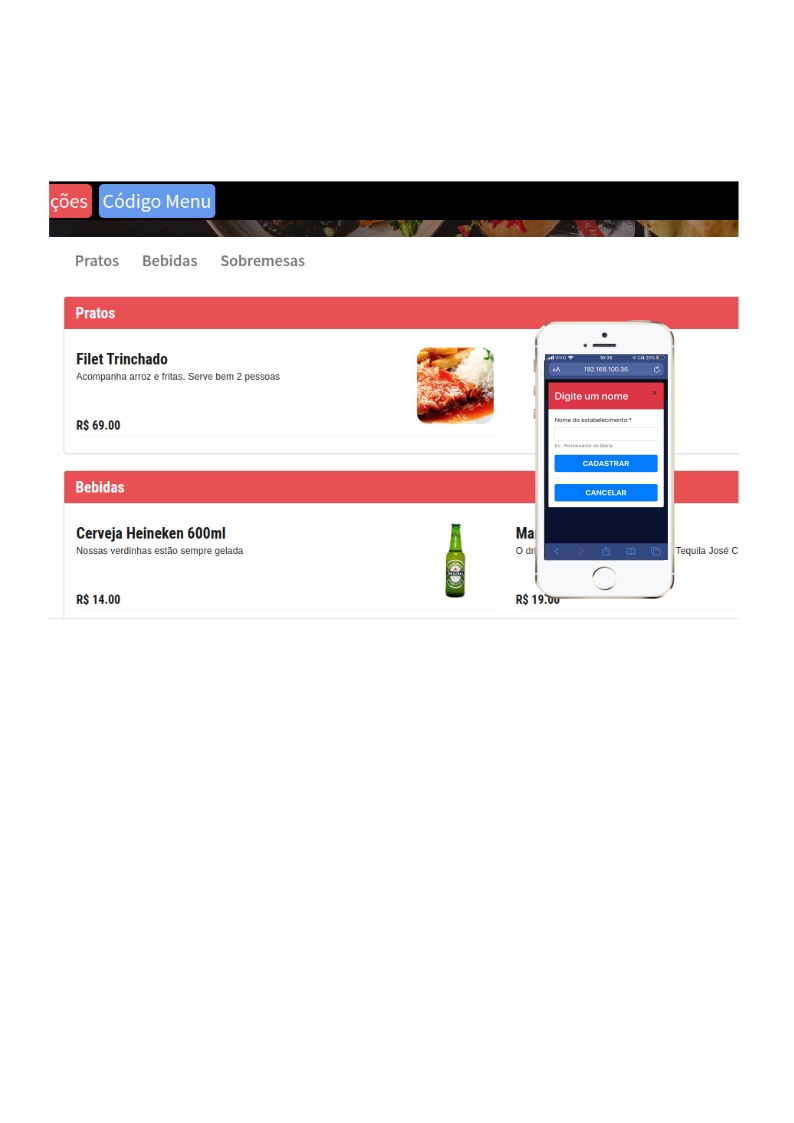 ções Código Menu
Pratos Bebidas Sobremesas
Pratos
Filet Trinchado
Acompanha arroz e fritas. Serve bem 2 pessoas
R$ 69.00
VIVO 10:36 25%
AA 192.168.100.36
Digite um nome ×
Nome do estabelecimento:*
Ex.: Restaurante da Maria
CADASTRAR
CANCELAR
Bebidas
Cerveja Heineken 600ml
Nossas verdinhas estão sempre gelada
R$ 14.00
Ma
O dri Tequila José C
R$ 19.00